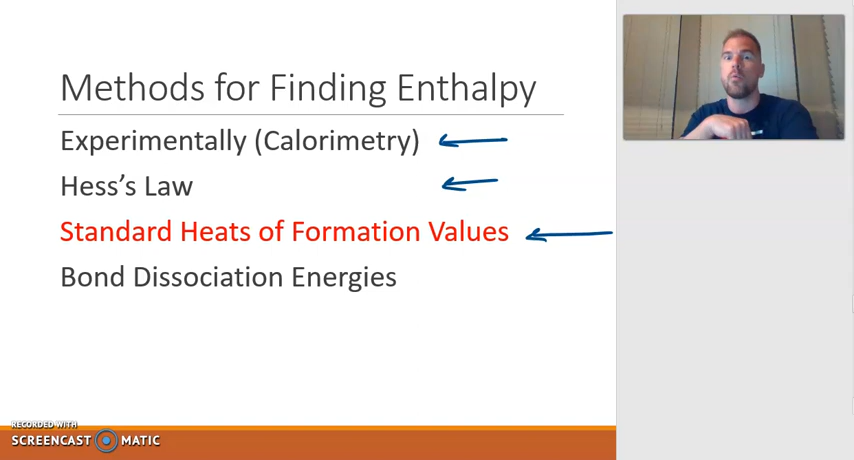 Methods for Finding Enthalpy
Experimentally (Calorimetry)
Hess’s Law
Standard Heats of Formation Values
Bond Dissociation Energies
RECORDED WITH
SCREENCAST MATIC